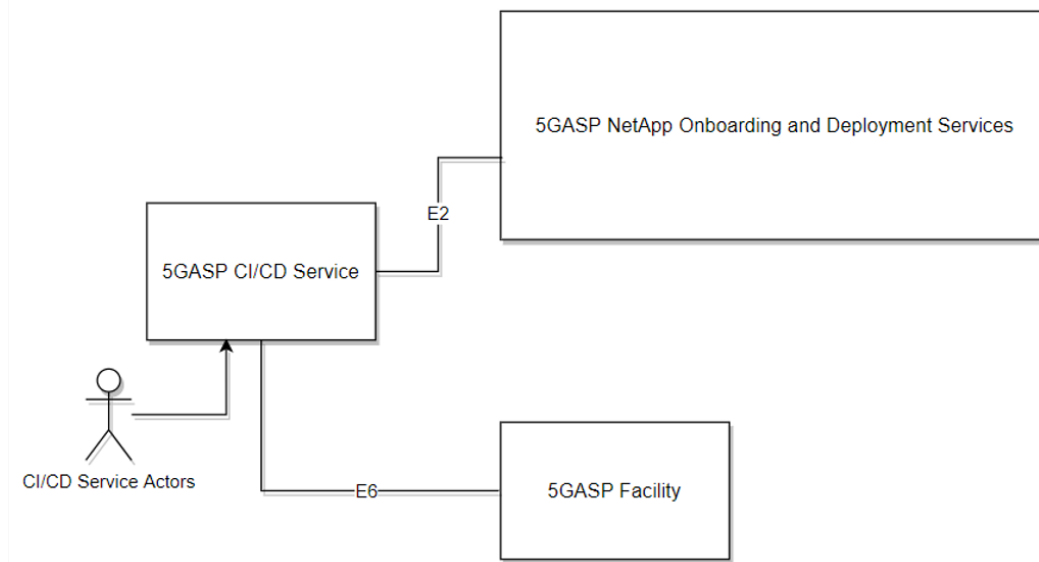 5GASP NetApp Onboarding and Deployment Services
E2
5GASP CI/CD Service
CI/CD Service Actors
E6
5GASP Facility